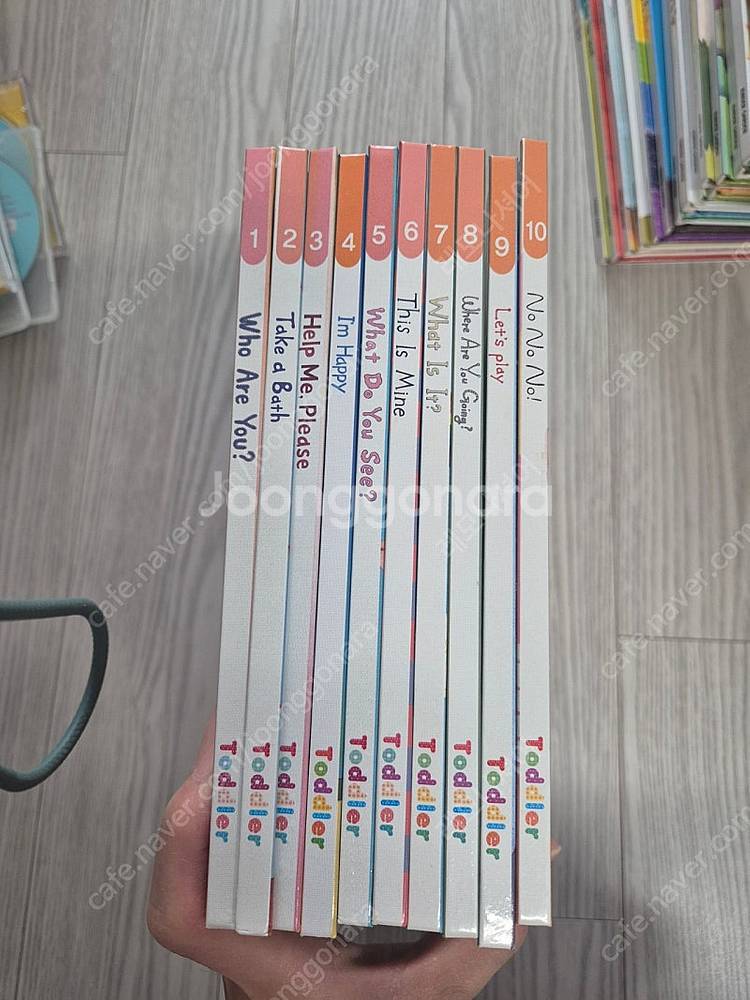 1 Who Are You? Toddler
2 Take a Bath Toddler
3 Help Me, Please Toddler
4 I'm Happy Toddler
5 What Do You See? Toddler
6 This Is Mine Toddler
7 What Is It? Toddler
8 Where Are You Going? Toddler
9 Let's play Toddler
10 No No No! Toddler
Joonggonara
cafe.naver.com/joonggonara